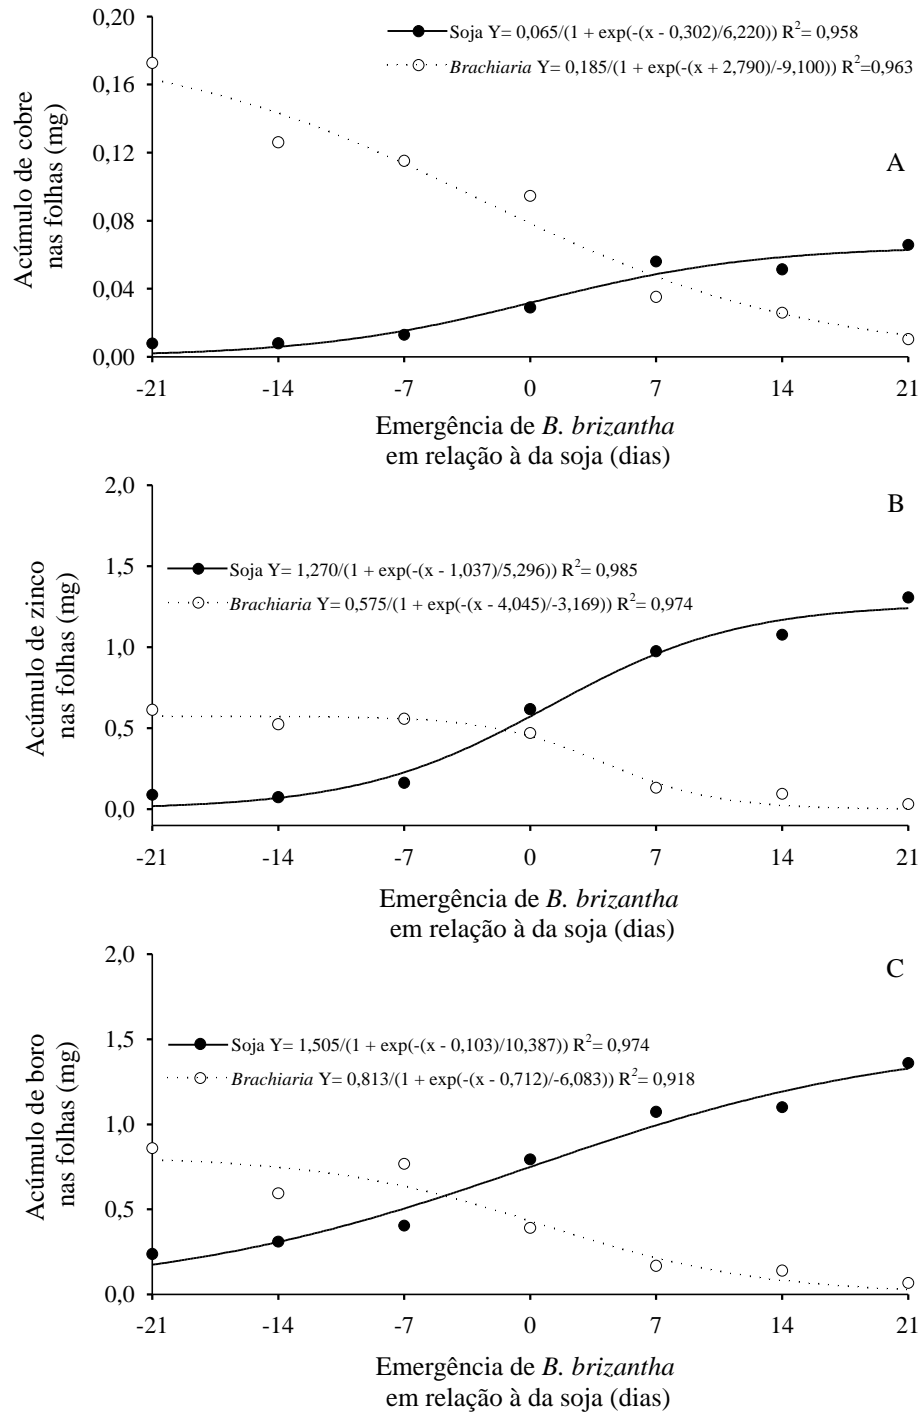 0,20
Soja Y= 0,065/(1 + exp(-(x - 0,302)/6,220)) R²= 0,958
Brachiaria Y= 0,185/(1 + exp(-(x + 2,790)/-9,100)) R²=0,963
0,16
0,12
A
0,08
0,04
0,00
Acúmulo de cobre
nas folhas (mg)
-21 -14 -7 0 7 14 21
Emergência de B. brizantha
em relação à da soja (dias)
2,0
B
1,5
Soja Y= 1,270/(1 + exp(-(x - 1,037)/5,296)) R²= 0,985
Brachiaria Y= 0,575/(1 + exp(-(x - 4,045)/-3,169)) R²= 0,974
1,0
0,5
0,0
Acúmulo de zinco
nas folhas (mg)
-21 -14 -7 0 7 14 21
Emergência de B. brizantha
em relação à da soja (dias)
2,0
C
1,5
Soja Y= 1,505/(1 + exp(-(x - 0,103)/10,387)) R²= 0,974
Brachiaria Y= 0,813/(1 + exp(-(x - 0,712)/-6,083)) R²= 0,918
1,0
0,5
0,0
Acúmulo de boro
nas folhas (mg)
-21 -14 -7 0 7 14 21
Emergência de B. brizantha
em relação à da soja (dias)